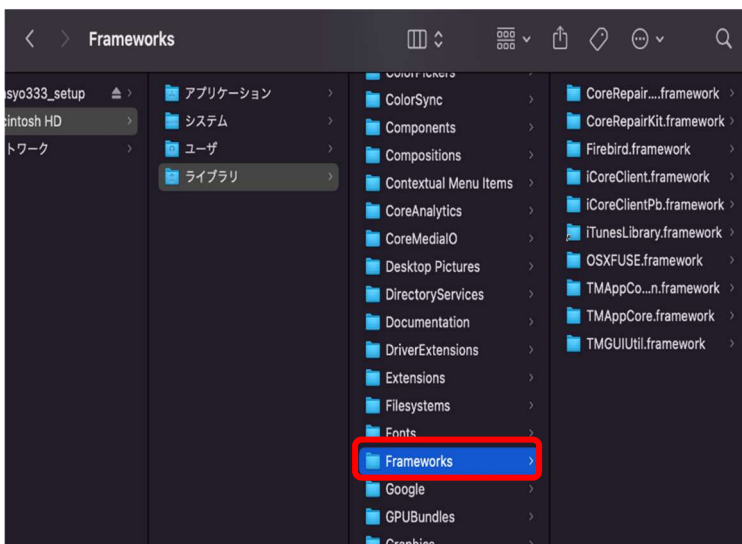 Frameworks
asyo333_setup
cintosh HD
トワーク
アプリケーション
システム
ユーザ
ライブラリ
ColorPickers
ColorSync
Components
Compositions
Contextual Menu Items
CoreAnalytics
CoreMediaIO
Desktop Pictures
DirectoryServices
Documentation
DriverExtensions
Extensions
Filesystems
Fonts
Frameworks
Google
GPUBundles
Graphics
CoreRepair....framework
CoreRepairKit.framework
Firebird.framework
iCoreClient.framework
iCoreClientPb.framework
iTunesLibrary.framework
OSXFUSE.framework
TMAppCo...n.framework
TMAppCore.framework
TMGUIUtil.framework